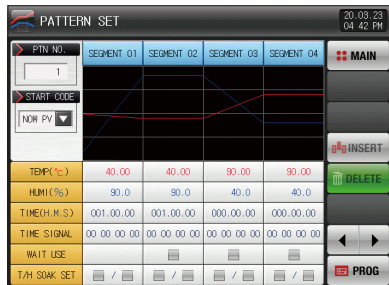 PATTERN SET
20.03.23
04 42 PM
PTN NO.
1
START CODE
NOW PV
SEGMENT 01 SEGMENT 02 SEGMENT 03 SEGMENT 04
MAIN
INSERT
DELETE
TEMP(℃) 40.00 40.00 90.00 90.00
HUMI(%) 90.0 90.0 40.0 40.0
TIME(H.M.S) 001.00.00 001.00.00 000.00.00 000.00.00
TIME SIGNAL 00 00 00 00 00 00 00 00 00 00 00 00 00 00 00 00
WAIT USE
T/H SOAK SET / / / /
PROG